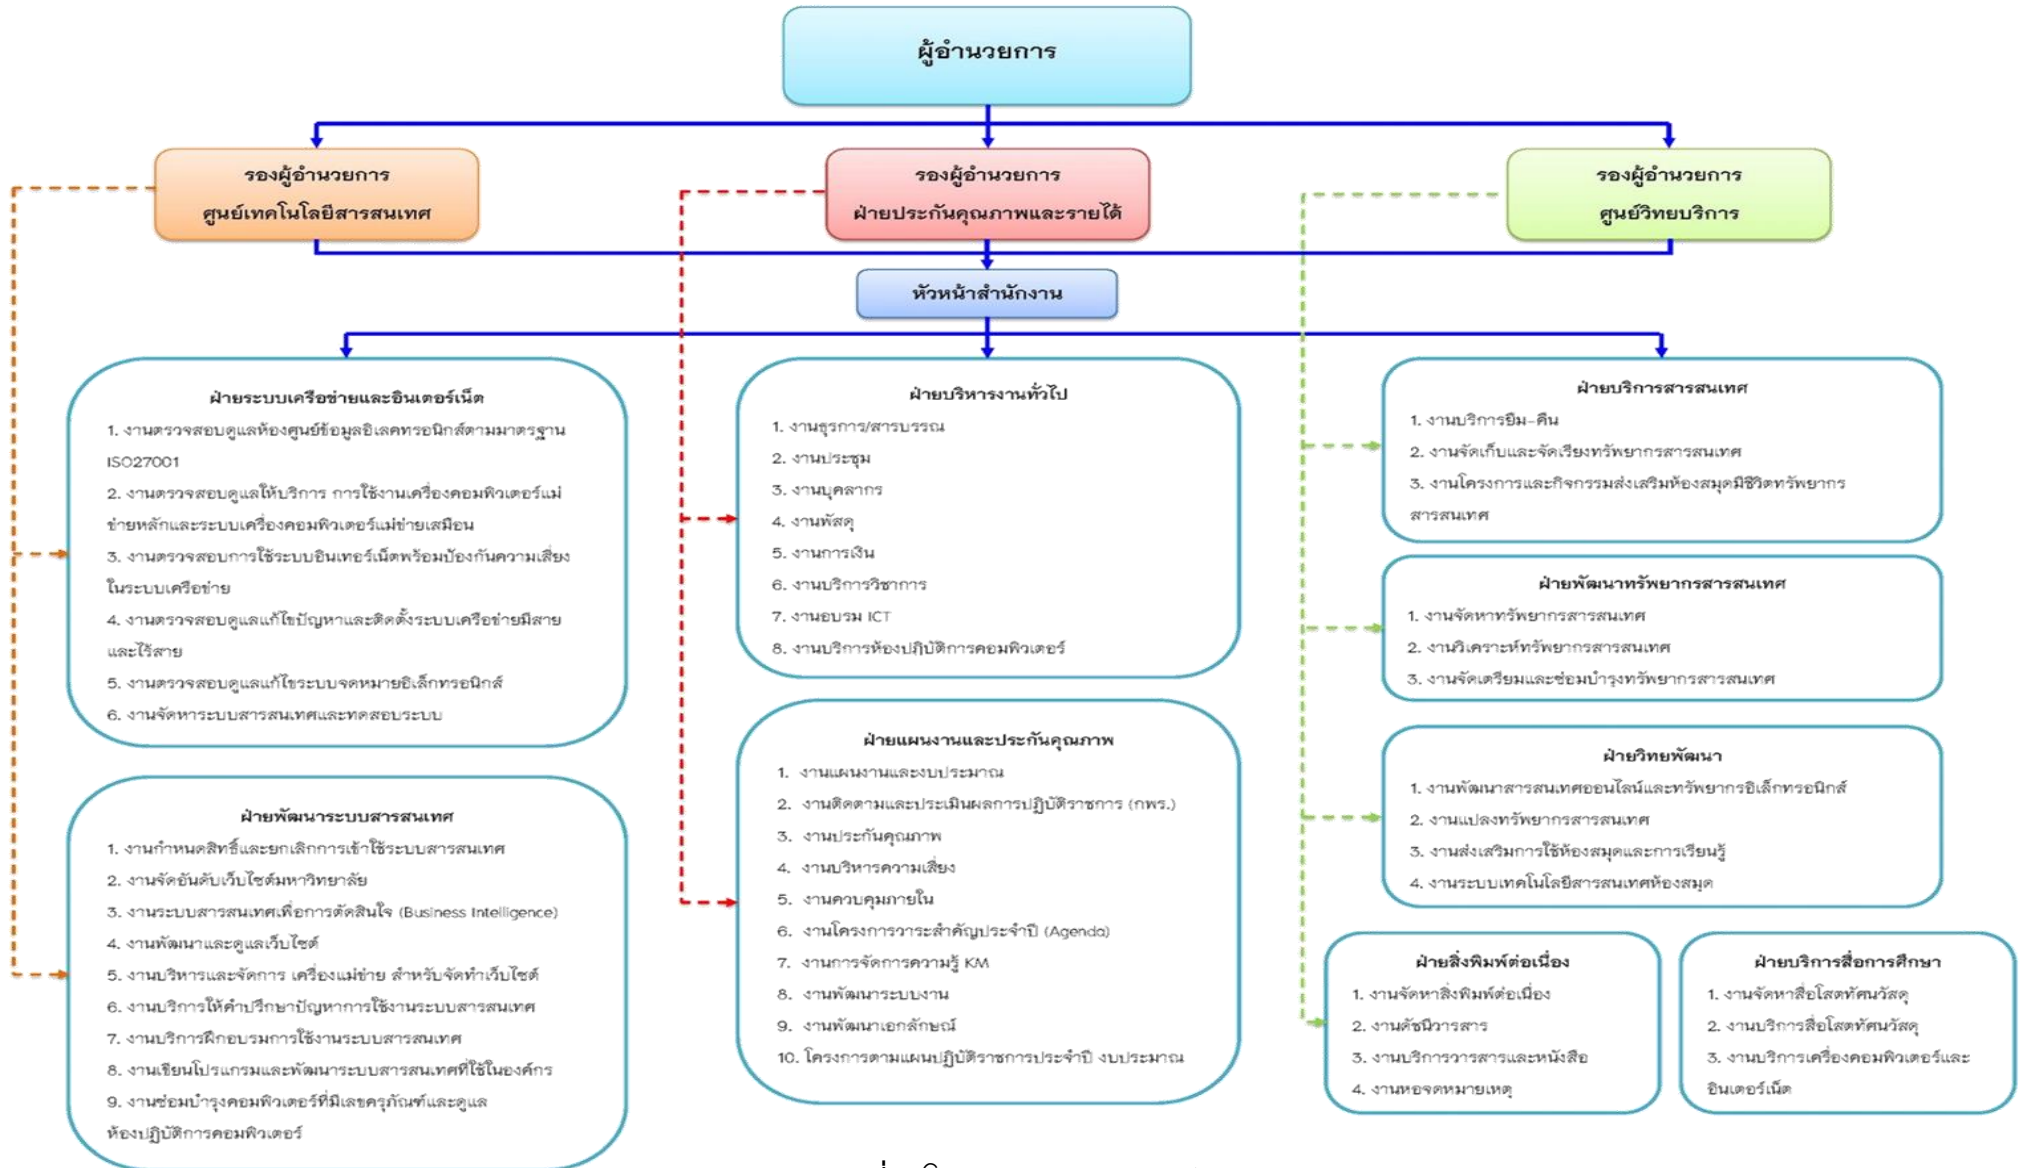 ผู้อำนวยการ
รองผู้อำนวยการ
ศูนย์เทคโนโลยีสารสนเทศ
รองผู้อำนวยการ
ฝ่ายประกันคุณภาพและรายได้
รองผู้อำนวยการ
ศูนย์วิทยบริการ
หัวหน้าสำนักงาน
ฝ่ายระบบเครือข่ายและอินเตอร์เน็ต
1. งานตรวจสอบดูแลห้องศูนย์ข้อมูลอิเลคทรอนิกส์ตามมาตรฐาน
ISO27001
2. งานตรวจสอบดูแลให้บริการ การใช้งานเครื่องคอมพิวเตอร์แม่
ข่ายหลักและระบบเครื่องคอมพิวเตอร์แม่ข่ายเสมือน
3. งานตรวจสอบการใช้ระบบอินเทอร์เน็ตพร้อมป้องกันความเสี่ยง
ในระบบเครือข่าย
4. งานตรวจสอบดูแลแก้ไขปัญหาและติดตั้งระบบเครือข่ายมีสาย
และไร้สาย
5. งานตรวจสอบดูแลแก้ไขระบบจดหมายอิเล็กทรอนิกส์
6. งานจัดหาระบบสารสนเทศและทดสอบระบบ
ฝ่ายพัฒนาระบบสารสนเทศ
1. งานกำหนดสิทธิ์และยกเลิกการเข้าใช้ระบบสารสนเทศ
2. งานจัดอันดับเว็บไซต์มหาวิทยาลัย
3. งานระบบสารสนเทศเพื่อการตัดสินใจ (Business Intelligence)
4. งานพัฒนาและดูแลเว็บไซต์
5. งานบริหารและจัดการ เครื่องแม่ข่าย สำหรับจัดทำเว็บไซต์
6. งานบริการให้คำปรึกษาปัญหาการใช้งานระบบสารสนเทศ
7. งานบริการฝึกอบรมการใช้งานระบบสารสนเทศ
8. งานเขียนโปรแกรมและพัฒนาระบบสารสนเทศที่ใช้ในองค์กร
9. งานซ่อมบำรุงคอมพิวเตอร์ที่มีเลขครุภัณฑ์และดูแล
ห้องปฏิบัติการคอมพิวเตอร์
ฝ่ายบริหารงานทั่วไป
1. งานธุรการ/สารบรรณ
2. งานประชุม
3. งานบุคลากร
4. งานพัสดุ
5. งานการเงิน
6. งานบริการวิชาการ
7. งานอบรม ICT
8. งานบริการห้องปฏิบัติการคอมพิวเตอร์
ฝ่ายแผนงานและประกันคุณภาพ
1. งานแผนงานและงบประมาณ
2. งานติดตามและประเมินผลการปฏิบัติราชการ (กพร.)
3. งานประกันคุณภาพ
4. งานบริหารความเสี่ยง
5. งานควบคุมภายใน
6. งานโครงการวาระสำคัญประจำปี (Agenda)
7. งานการจัดการความรู้ KM
8. งานพัฒนาระบบงาน
9. งานพัฒนาเอกลักษณ์
10. โครงการตามแผนปฏิบัติราชการประจำปี งบประมาณ
ฝ่ายบริการสารสนเทศ
1. งานบริการยืม-คืน
2. งานจัดเก็บและจัดเรียงทรัพยากรสารสนเทศ
3. งานโครงการและกิจกรรมส่งเสริมห้องสมุดมีชีวิตทรัพยากร
สารสนเทศ
ฝ่ายพัฒนาทรัพยากรสารสนเทศ
1. งานจัดหาทรัพยากรสารสนเทศ
2. งานวิเคราะห์ทรัพยากรสารสนเทศ
3. งานจัดเตรียมและซ่อมบำรุงทรัพยากรสารสนเทศ
ฝ่ายวิทยพัฒนา
1. งานพัฒนาสารสนเทศออนไลน์และทรัพยากรอิเล็กทรอนิกส์
2. งานแปลงทรัพยากรสารสนเทศ
3. งานส่งเสริมการใช้ห้องสมุดและการเรียนรู้
4. งานระบบเทคโนโลยีสารสนเทศห้องสมุด
ฝ่ายสิ่งพิมพ์ต่อเนื่อง
1. งานจัดหาสิ่งพิมพ์ต่อเนื่อง
2. งานดัชนีวารสาร
3. งานบริการวารสารและหนังสือ
4. งานหอจดหมายเหตุ
ฝ่ายบริการสื่อการศึกษา
1. งานจัดหาสื่อโสตทัศนวัสดุ
2. งานบริการสื่อโสตทัศนวัสดุ
3. งานบริการเครื่องคอมพิวเตอร์และ
อินเตอร์เน็ต